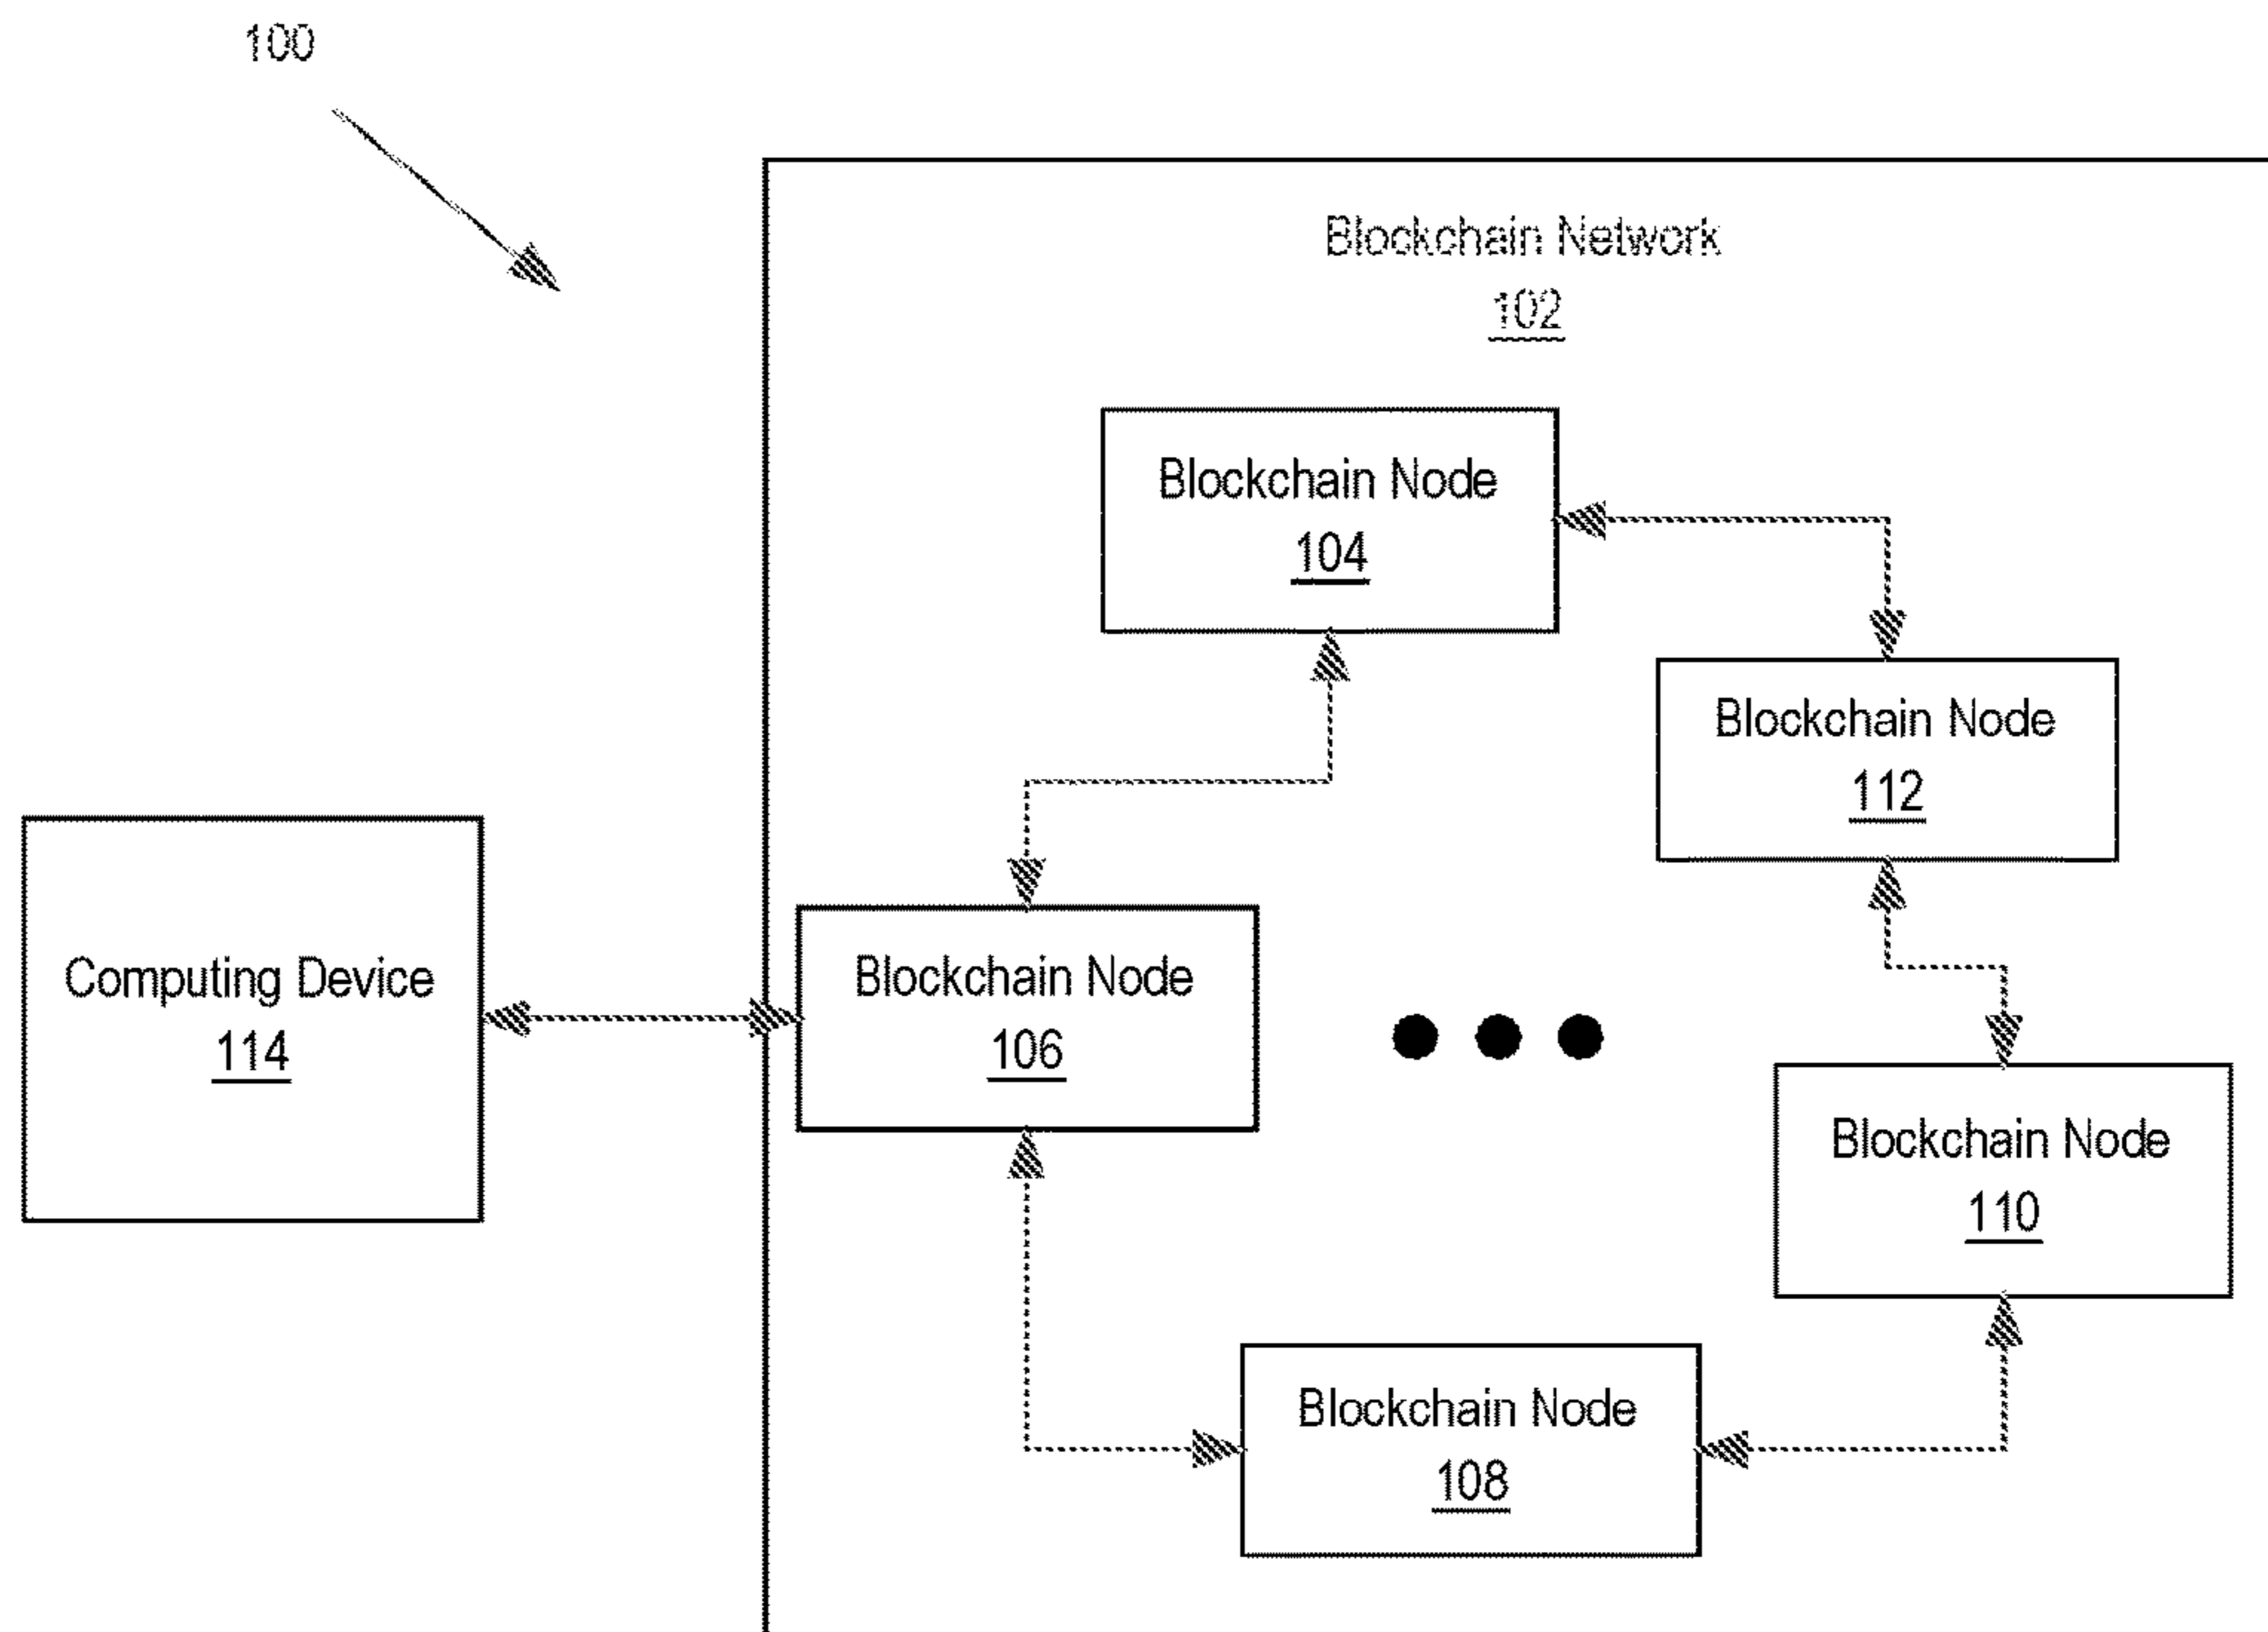 100
Blockchain Network
102
Blockchain Node
104
Blockchain Node
112
Computing Device
114
Blockchain Node
106
Blockchain Node
110
Blockchain Node
108